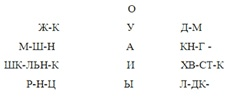 О
Ж-К У Д-М
М-Ш-Н А КН-Г -
ШК-ЛЬН-К И ХВ-СТ-К
Р-Н-Ц Ы Л-ДК-